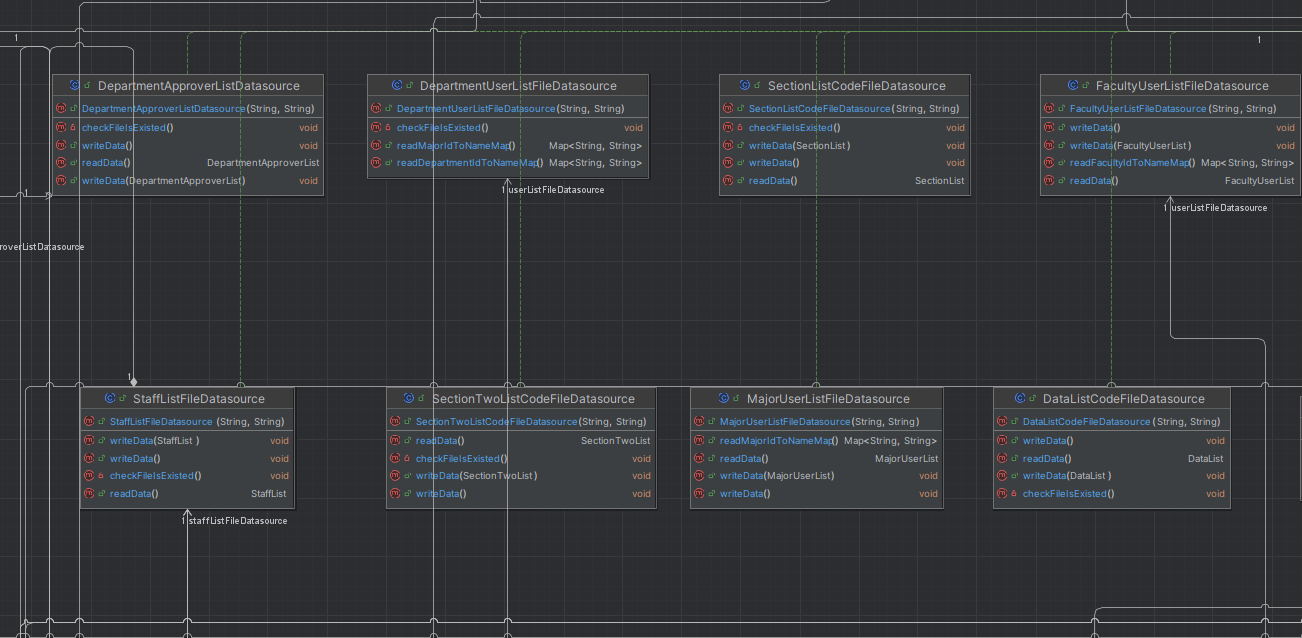 1
1
DepartmentApproverListDatasource
DepartmentApproverListDatasource(String, String)
checkFileIsExisted() void
writeData() void
readData() DepartmentApproverList
writeData(DepartmentApproverList) void
DepartmentUserListFileDatasource
DepartmentUserListFileDatasource(String, String)
checkFileIsExisted() void
readMajorIdToNameMap() Map<String, String>
readDepartmentIdToNameMap() Map<String, String>
SectionListCodeFileDatasource
SectionListCodeFileDatasource(String, String)
checkFileIsExisted() void
writeData(SectionList) void
writeData() void
readData() SectionList
FacultyUserListFileDatasource
FacultyUserListFileDatasource(String, String)
writeData() void
writeData(FacultyUserList) void
readFacultyIdToNameMap() Map<String, String>
readData() FacultyUserList
1
1 userListFileDatasource
1 userListFileDatasource
roverListDatasource
1
StaffListFileDatasource
StaffListFileDatasource (String, String)
writeData(StaffList ) void
writeData() void
checkFileIsExisted() void
readData() StaffList
SectionTwoListCodeFileDatasource
SectionTwoListCodeFileDatasource(String, String)
readData() SectionTwoList
checkFileIsExisted() void
writeData(SectionTwoList) void
writeData() void
MajorUserListFileDatasource
MajorUserListFileDatasource(String, String)
readMajorIdToNameMap() Map<String, String>
readData() MajorUserList
writeData(MajorUserList) void
writeData() void
DataListCodeFileDatasource
DataListCodeFileDatasource(String, String)
writeData() void
readData() DataList
writeData(DataList ) void
checkFileIsExisted() void
1 staffListFileDatasource